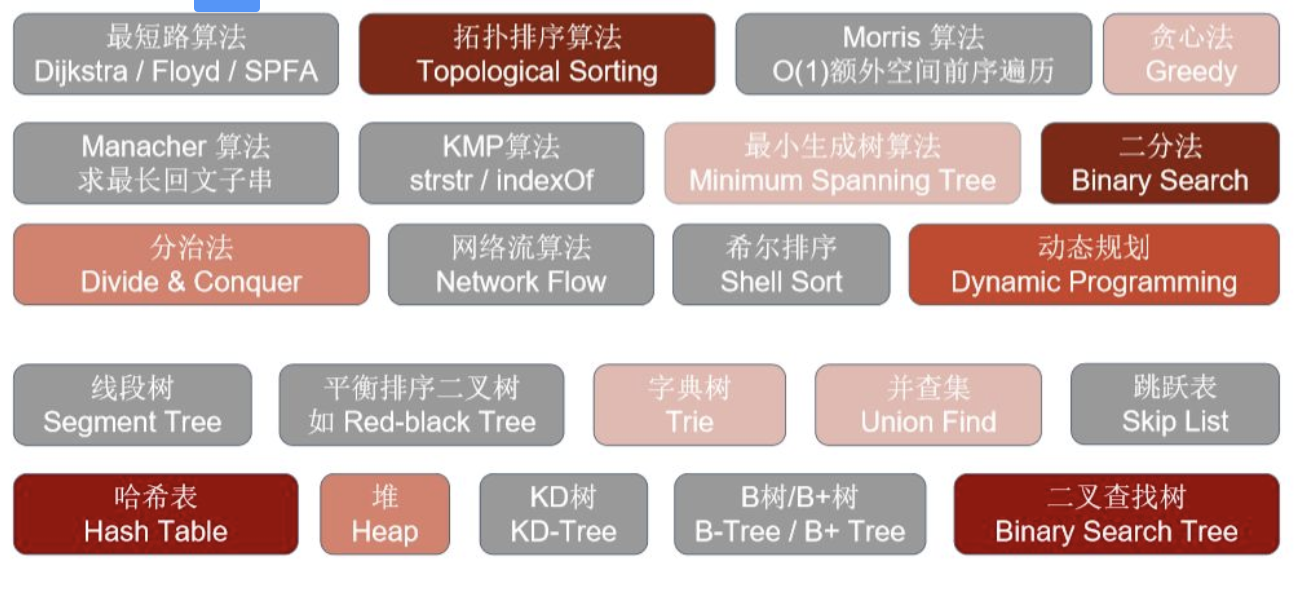 最短路算法
Dijkstra / Floyd / SPFA
拓扑排序算法
Topological Sorting
Morris 算法
O(1)额外空间前序遍历
贪心法
Greedy
Manacher 算法
求最长回文子串
KMP算法
strstr / indexOf
最小生成树算法
Minimum Spanning Tree
二分法
Binary Search
分治法
Divide & Conquer
网络流算法
Network Flow
希尔排序
Shell Sort
动态规划
Dynamic Programming
线段树
Segment Tree
平衡排序二叉树
如 Red-black Tree
字典树
Trie
并查集
Union Find
跳跃表
Skip List
哈希表
Hash Table
堆
Heap
KD树
KD-Tree
B树/B+树
B-Tree / B+ Tree
二叉查找树
Binary Search Tree